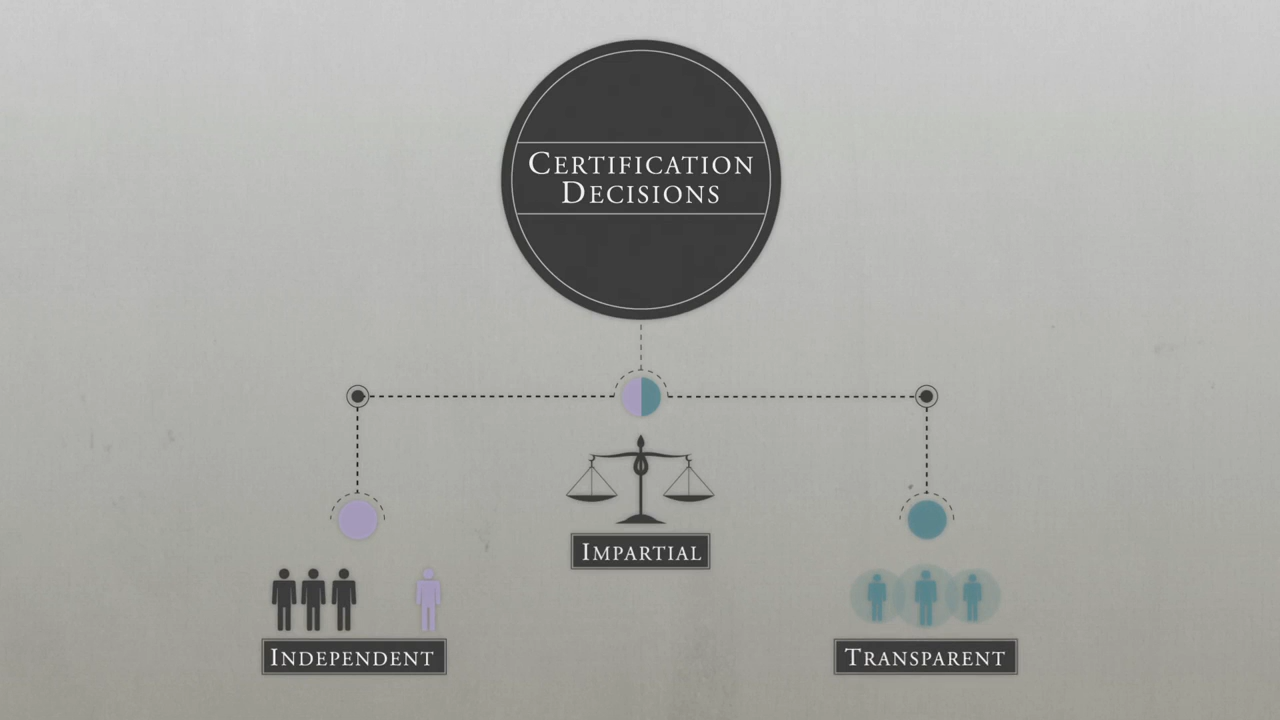 CERTIFICATION
DECISIONS
IMPARTIAL
INDEPENDENT
TRANSPARENT